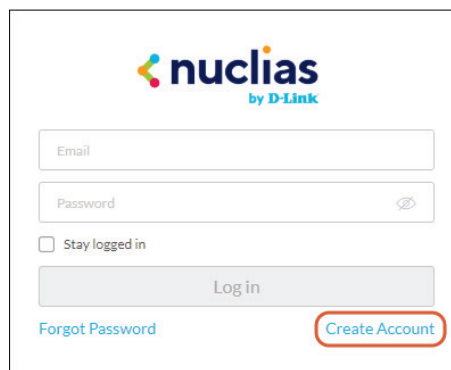 nuclias
by D-Link
Email
Password
Stay logged in
Log in
Forgot Password Create Account